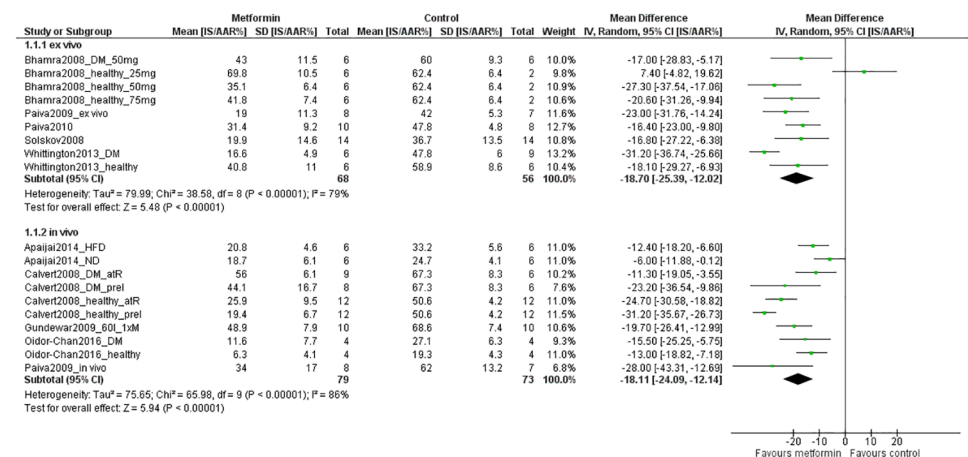 Metformin Control Mean Difference Mean Difference
Study or Subgroup Mean [IS/AAR%] SD [IS/AAR%] Total Mean [IS/AAR%] SD [IS/AAR%] Total Weight IV, Random, 95% CI [IS/AAR%] IV, Random, 95% CI [IS/AAR%]
1.1.1 ex vivo
Bhamra2008_DM_50mg 43 11.5 6 60 9.3 6 9.9% -17.00 [-28.83, -5.17]
Bhamra2008_healthy_25mg 69.8 10.5 6 62.4 6.4 2 9.8% 7.40 [-4.82, 19.62]
Bhamra2008_healthy_50mg 35.1 6.4 6 62.4 6.4 2 10.9% -27.30 [-37.54, -17.06]
Bhamra2008_healthy_75mg 41.8 7.4 6 62.4 6.4 2 10.6% -20.60 [-31.26, -9.94]
Paiva2009_ex vivo 19 11.3 8 42 5.3 7 11.7% -23.00 [-31.76, -14.24]
Paiva2010 31.4 9.2 10 47.8 4.8 8 12.7% -16.40 [-23.00, -9.80]
Solskov2008 19.9 14.6 14 36.7 13.5 14 10.8% -16.80 [-27.22, -6.38]
Whittington2013_DM 16.6 4.9 6 47.8 6 9 13.2% -31.20 [-36.74, -25.66]
Whittington2013_healthy 40.8 11 6 58.9 8.6 6 10.4% -18.10 [-29.27, -6.93]
Subtotal (95% CI) 68 56 100.0% -18.70 [-25.39, -12.02]
Heterogeneity: Tau² = 79.99; Chi² = 38.58, df = 8 (P < 0.00001); I² = 79%
Test for overall effect: Z = 5.48 (P < 0.00001)
1.1.2 in vivo
Apaijai2014_HFD 20.8 4.6 6 33.2 5.6 6 11.0% -12.40 [-18.20, -6.60]
Apaijai2014_ND 18.7 6.1 6 24.7 4.1 6 11.0% -6.00 [-11.88, -0.12]
Calvert2008_DM_atR 56 6.1 9 67.3 8.3 6 10.2% -11.30 [-19.05, -3.55]
Calvert2008_DM_preI 44.1 16.7 8 67.3 8.3 6 7.6% -23.20 [-36.54, -9.86]
Calvert2008_healthy_atR 25.9 9.5 12 50.6 4.2 12 11.0% -24.70 [-30.58, -18.82]
Calvert2008_healthy_preI 19.4 6.7 12 50.6 4.2 12 11.5% -31.20 [-35.67, -26.73]
Gundewar2009_60I_1xM 48.9 7.9 10 68.6 7.4 10 10.7% -19.70 [-26.41, -12.99]
Oidor-Chan2016_DM 11.6 7.7 4 27.1 6.3 4 9.3% -15.50 [-25.25, -5.75]
Oidor-Chan2016_healthy 6.3 4.1 4 19.3 4.3 4 11.0% -13.00 [-18.82, -7.18]
Paiva2009_in vivo 34 17 8 62 13.2 7 6.8% -28.00 [-43.31, -12.69]
Subtotal (95% CI) 79 73 100.0% -18.11 [-24.09, -12.14]
Heterogeneity: Tau² = 75.65; Chi² = 65.98, df = 9 (P < 0.00001); I² = 86%
Test for overall effect: Z = 5.94 (P < 0.00001)
-20 -10 0 10 20
Favours metformin Favours control